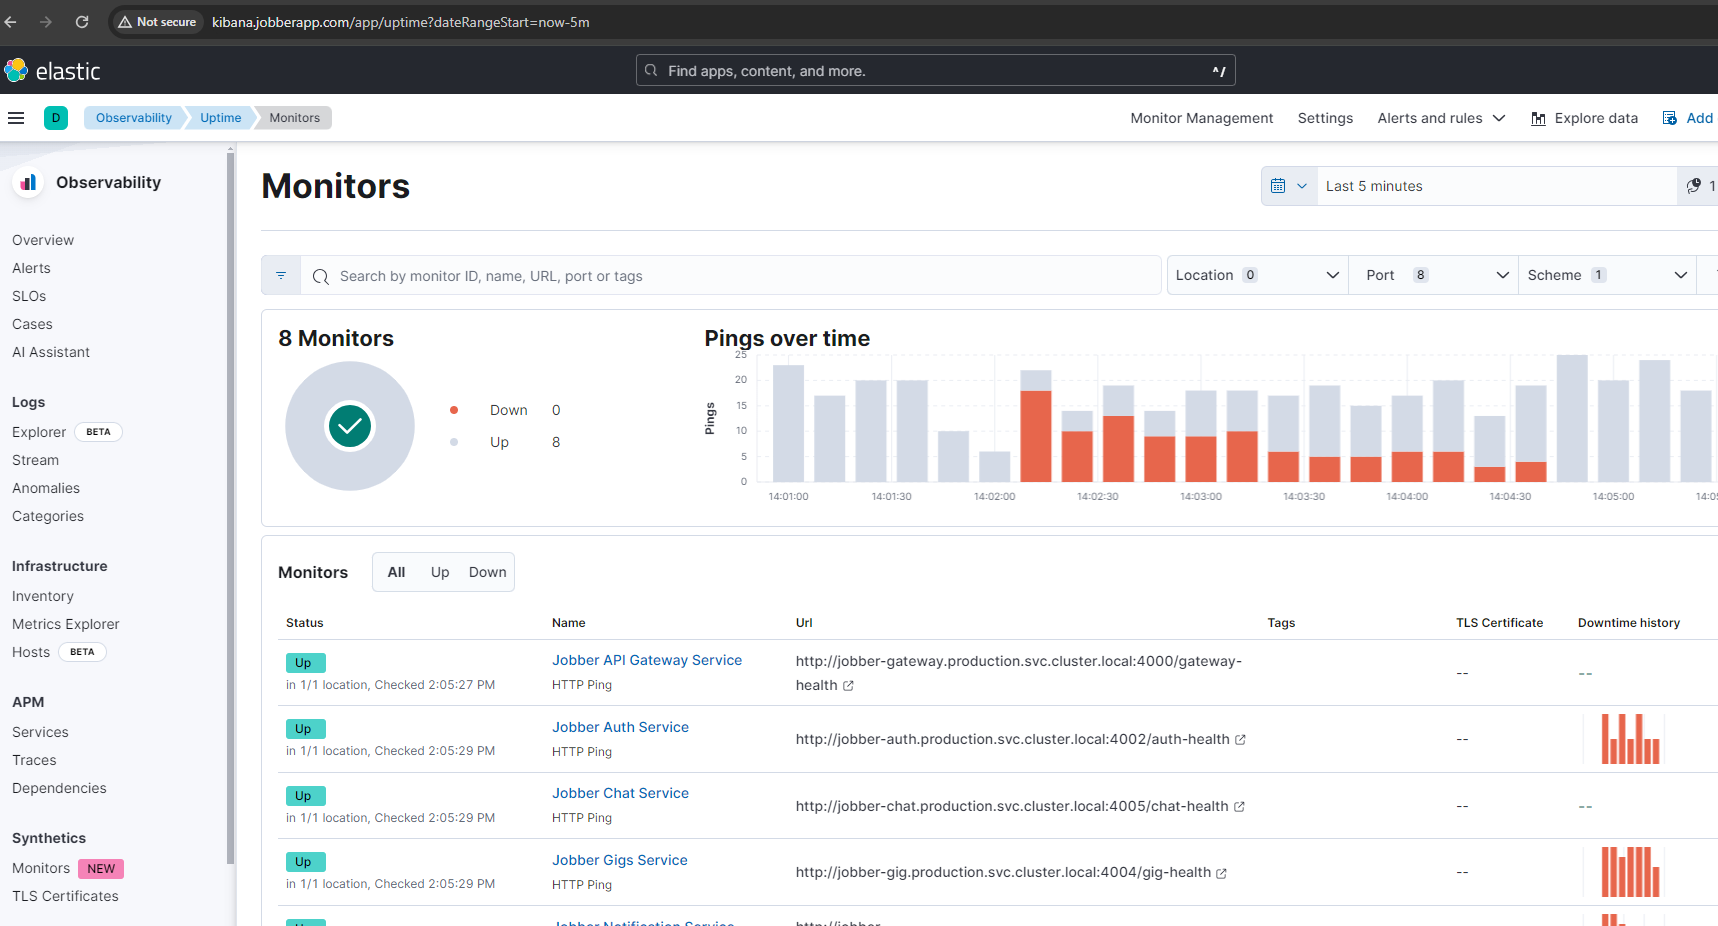 Not secure kibana.jobberapp.com/app/uptime?dateRangeStart=now-5m
elastic Find apps, content, and more. ^/
D Observability Uptime Monitors Monitor Management Settings Alerts and rules Explore data Add
Observability
Overview
Alerts
SLOs
Cases
AI Assistant
Logs
Explorer BETA
Stream
Anomalies
Categories
Infrastructure
Inventory
Metrics Explorer
Hosts BETA
APM
Services
Traces
Dependencies
Synthetics
Monitors NEW
TLS Certificates
Monitors
Last 5 minutes 1
Search by monitor ID, name, URL, port or tags
Location 0 Port 8 Scheme 1
8 Monitors
Down 0
Up 8
Pings over time
Pings
25
20
15
10
5
0
14:01:00 14:01:30 14:02:00 14:02:30 14:03:00 14:03:30 14:04:00 14:04:30 14:05:00
Monitors All Up Down
Status Name Url Tags TLS Certificate Downtime history
Up
in 1/1 location, Checked 2:05:27 PM
Jobber API Gateway Service
HTTP Ping
http://jobber-gateway.production.svc.cluster.local:4000/gateway-
health
-- --
Up
in 1/1 location, Checked 2:05:29 PM
Jobber Auth Service
HTTP Ping
http://jobber-auth.production.svc.cluster.local:4002/auth-health
--
Up
in 1/1 location, Checked 2:05:29 PM
Jobber Chat Service
HTTP Ping
http://jobber-chat.production.svc.cluster.local:4005/chat-health
-- --
Up
in 1/1 location, Checked 2:05:29 PM
Jobber Gigs Service
HTTP Ping
http://jobber-gig.production.svc.cluster.local:4004/gig-health
--
Jobber Notification Service
http://jobber-